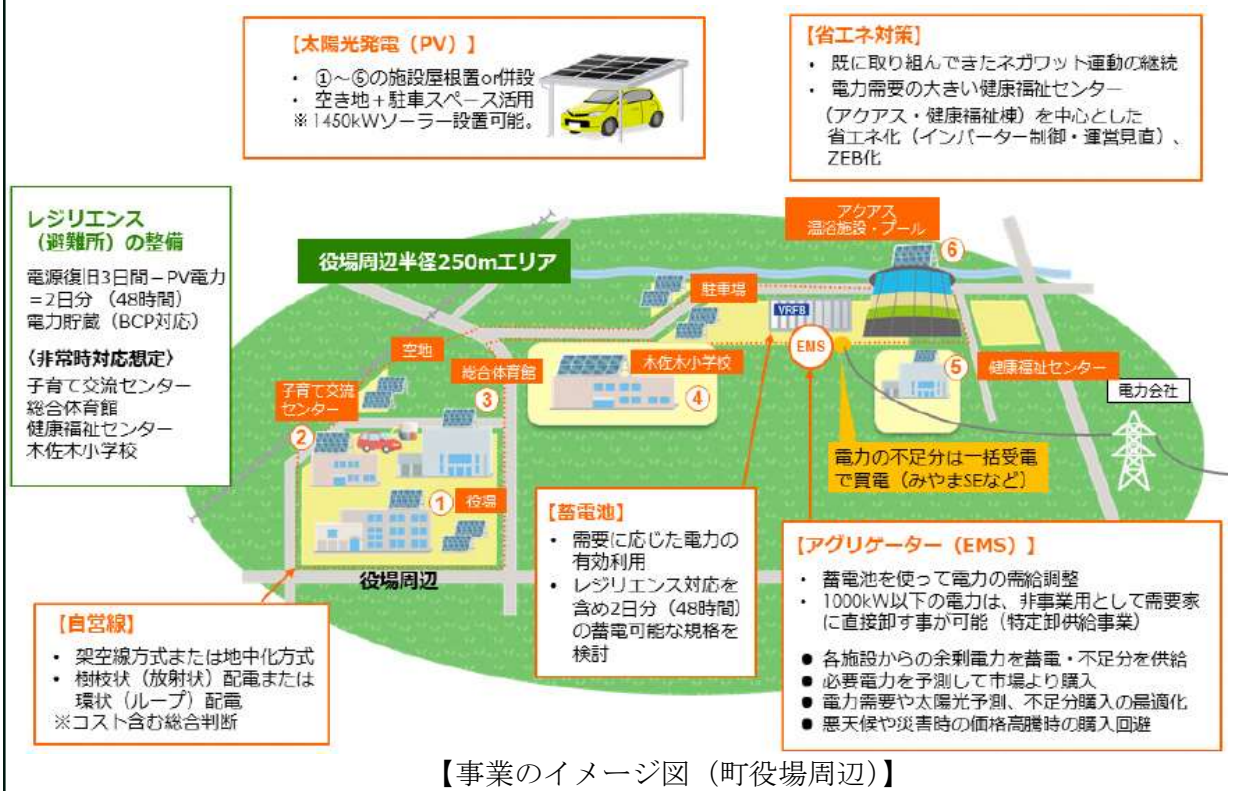 【太陽光発電（PV）】
・ ①～⑥の施設屋根置or併設
・ 空き地＋駐車スペース活用
※1450kWソーラー設置可能。
【省エネ対策】
・ 既に取り組んできたネガワット運動の継続
・ 電力需要の大きい健康福祉センター
（アクアス・健康福祉棟）を中心とした
省エネ化（インバーター制御・運営見直）、
ZEB化
レジリエンス
（避難所）の整備
電源復旧3日間－PV電力
＝2日分（48時間）
電力貯蔵（BCP対応）
〈非常時対応想定〉
子育て交流センター
総合体育館
健康福祉センター
木佐木小学校
役場周辺半径250mエリア
アクアス
温浴施設・プール
⑥
駐車場
VRFB
EMS
空地
総合体育館
③
木佐木小学校
④
⑤
健康福祉センター
電力会社
子育て交流
センター
②
①
役場
役場周辺
電力の不足分は一括受電
で買電（みやまSEなど）
【自営線】
・ 架空線方式または地中化方式
・ 樹枝状（放射状）配電または
環状（ループ）配電
※コスト含む総合判断
【蓄電池】
・ 需要に応じた電力の
有効利用
・ レジリエンス対応を
含め2日分（48時間）
の蓄電可能な規格を
検討
【アグリゲーター（EMS）】
・ 蓄電池を使って電力の需給調整
・ 1000kW以下の電力は、非事業用として需要家
に直接卸す事が可能（特定卸供給事業）
● 各施設からの余剰電力を蓄電・不足分を供給
● 必要電力を予測して市場より購入
● 電力需要や太陽光予測、不足分購入の最適化
● 悪天候や災害時の価格高騰時の購入回避
【事業のイメージ図（町役場周辺）】